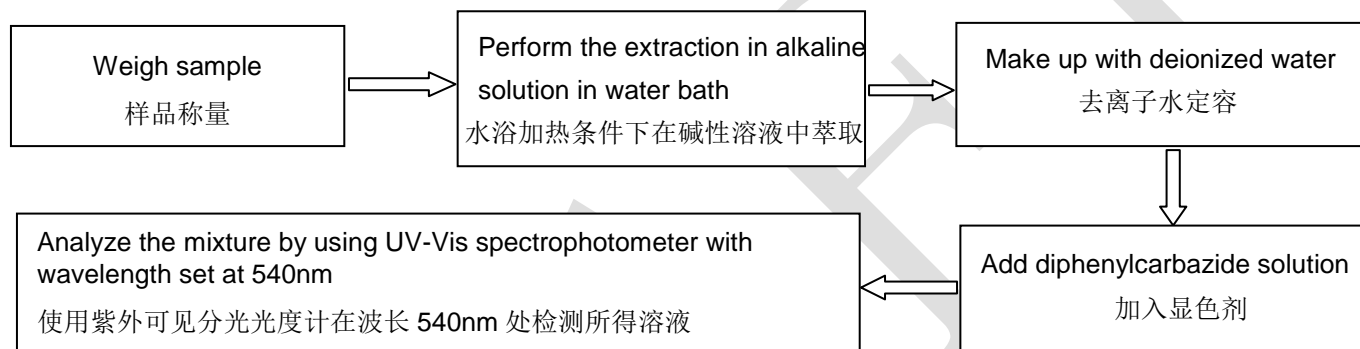 Weigh sample
样品称量
Perform the extraction in alkaline
solution in water bath
水浴加热条件下在碱性溶液中萃取
Make up with deionized water
去离子水定容
Add diphenylcarbazide solution
加入显色剂
Analyze the mixture by using UV-Vis spectrophotometer with
wavelength set at 540nm
使用紫外可见分光光度计在波长 540nm 处检测所得溶液